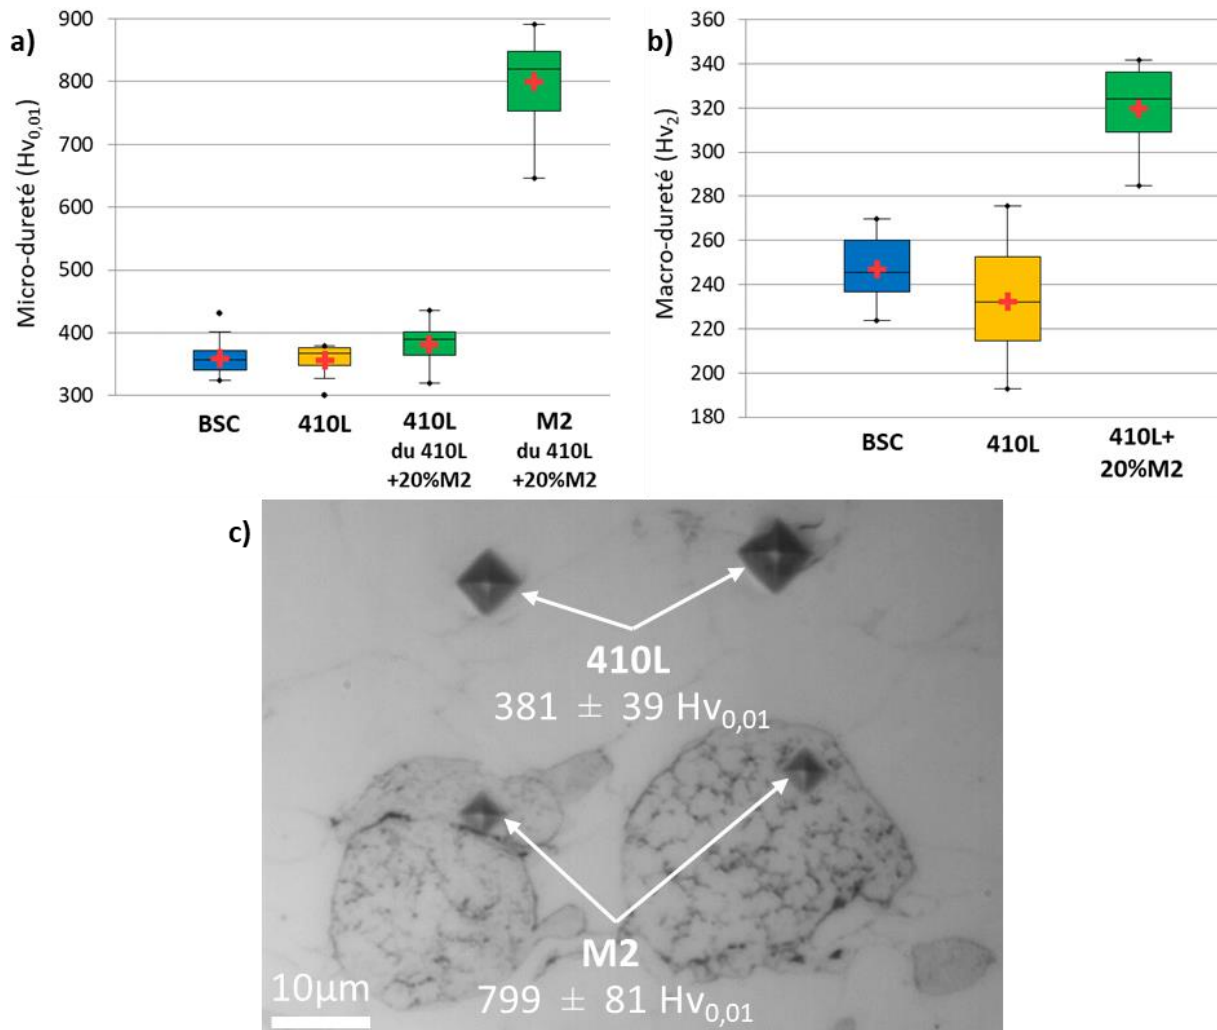 a)
Micro-dureté (Hv0,01)
900
800
700
600
500
400
300
BSC
410L
410L
du 410L
+20%M2
M2
du 410L
+20%M2
b)
Macro-dureté (Hv2)
360
340
320
300
280
260
240
220
200
180
BSC
410L
410L+
20%M2
c)
410L
381 ± 39 Hv0,01
M2
799 ± 81 Hv0,01
10µm